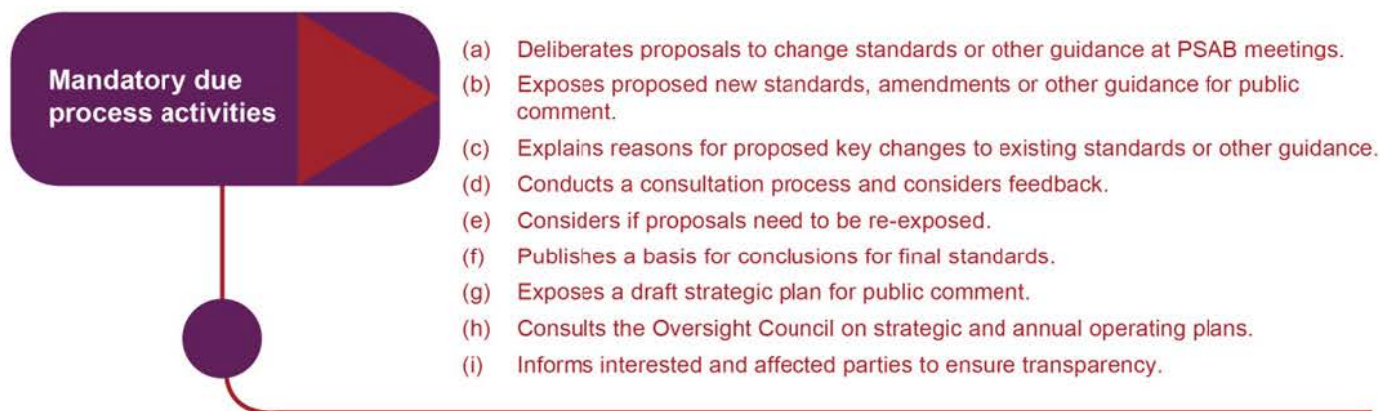 Mandatory due
process activities
(a) Deliberates proposals to change standards or other guidance at PSAB meetings.
(b) Exposes proposed new standards, amendments or other guidance for public
comment.
(c) Explains reasons for proposed key changes to existing standards or other guidance.
(d) Conducts a consultation process and considers feedback.
(e) Considers if proposals need to be re-exposed.
(f) Publishes a basis for conclusions for final standards.
(g) Exposes a draft strategic plan for public comment.
(h) Consults the Oversight Council on strategic and annual operating plans.
(i) Informs interested and affected parties to ensure transparency.